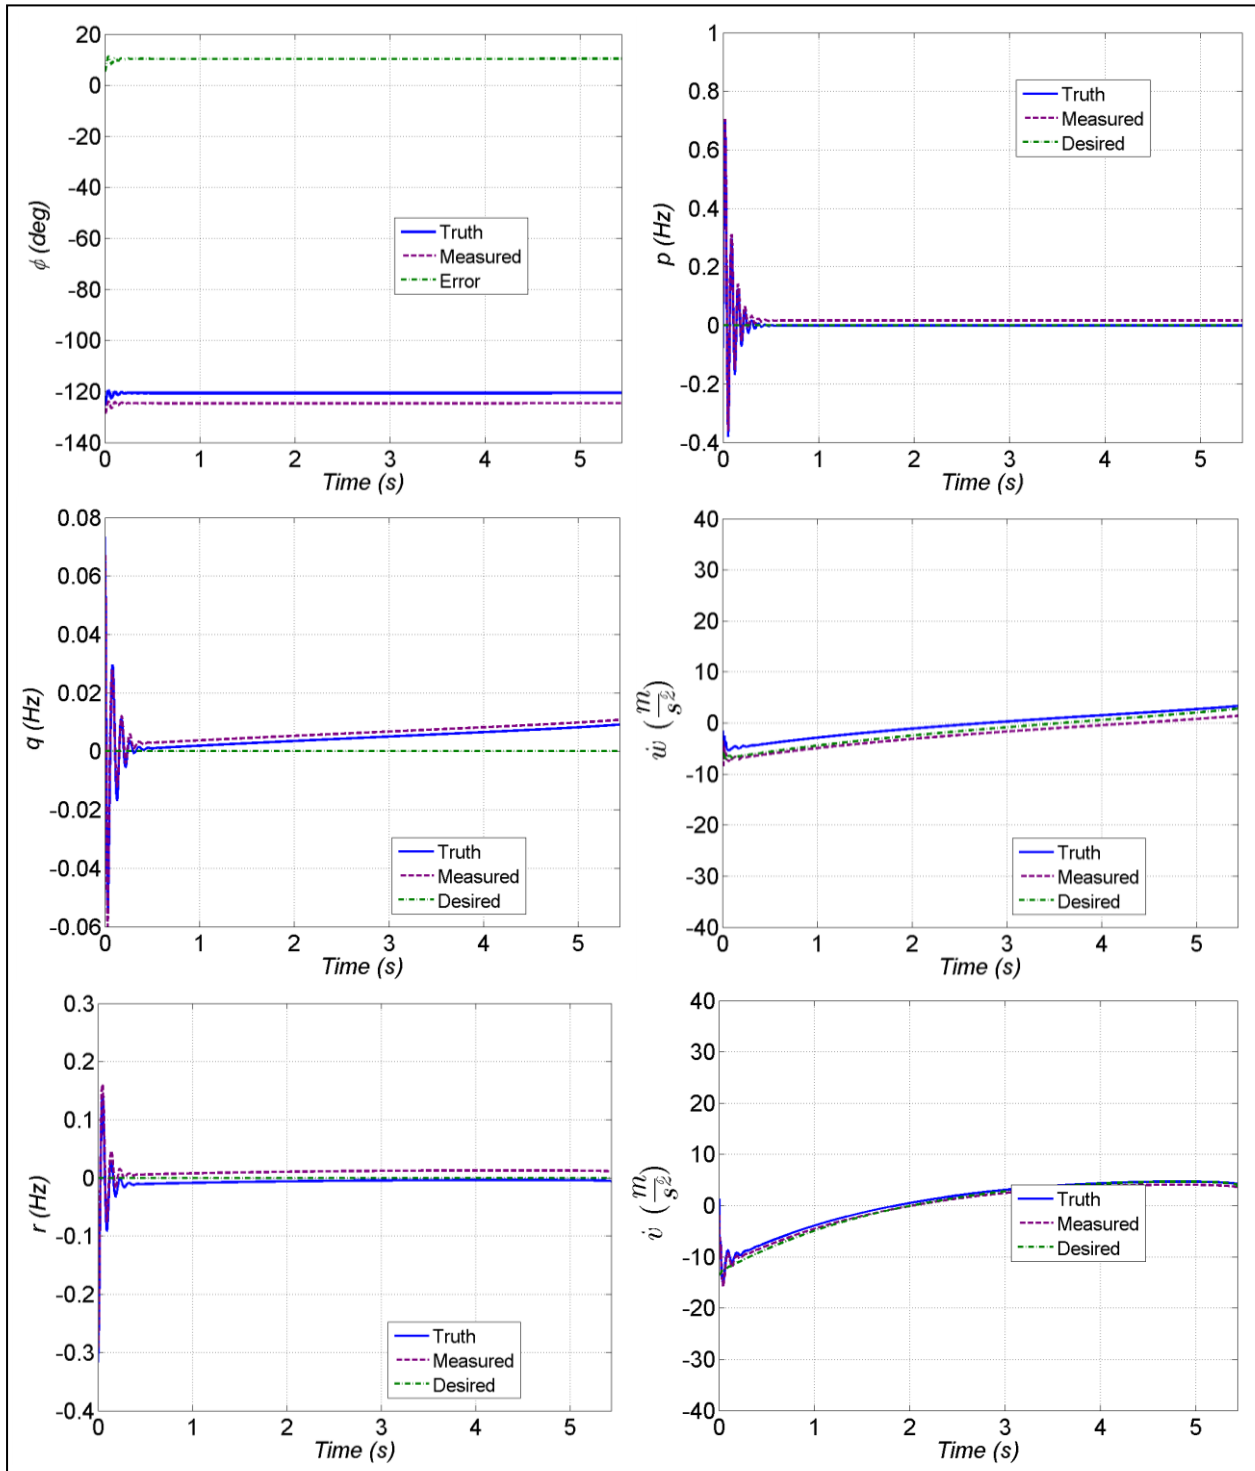 20
0
-20
-40
-60
-80
-100
-120
-140
ϕ (deg)
Truth
Measured
Error
0 1 2 3 4 5
Time (s)
1
0.8
0.6
0.4
0.2
0
-0.2
-0.4
p (Hz)
Truth
Measured
Desired
0 1 2 3 4 5
Time (s)
0.08
0.06
0.04
0.02
0
-0.02
-0.04
-0.06
q (Hz)
Truth
Measured
Desired
0 1 2 3 4 5
Time (s)
40
30
20
10
0
-10
-20
-30
-40
ẇ (m/s²)
Truth
Measured
Desired
0 1 2 3 4 5
Time (s)
0.3
0.2
0.1
0
-0.1
-0.2
-0.3
-0.4
r (Hz)
Truth
Measured
Desired
0 1 2 3 4 5
Time (s)
40
30
20
10
0
-10
-20
-30
-40
v̇ (m/s²)
Truth
Measured
Desired
0 1 2 3 4 5
Time (s)